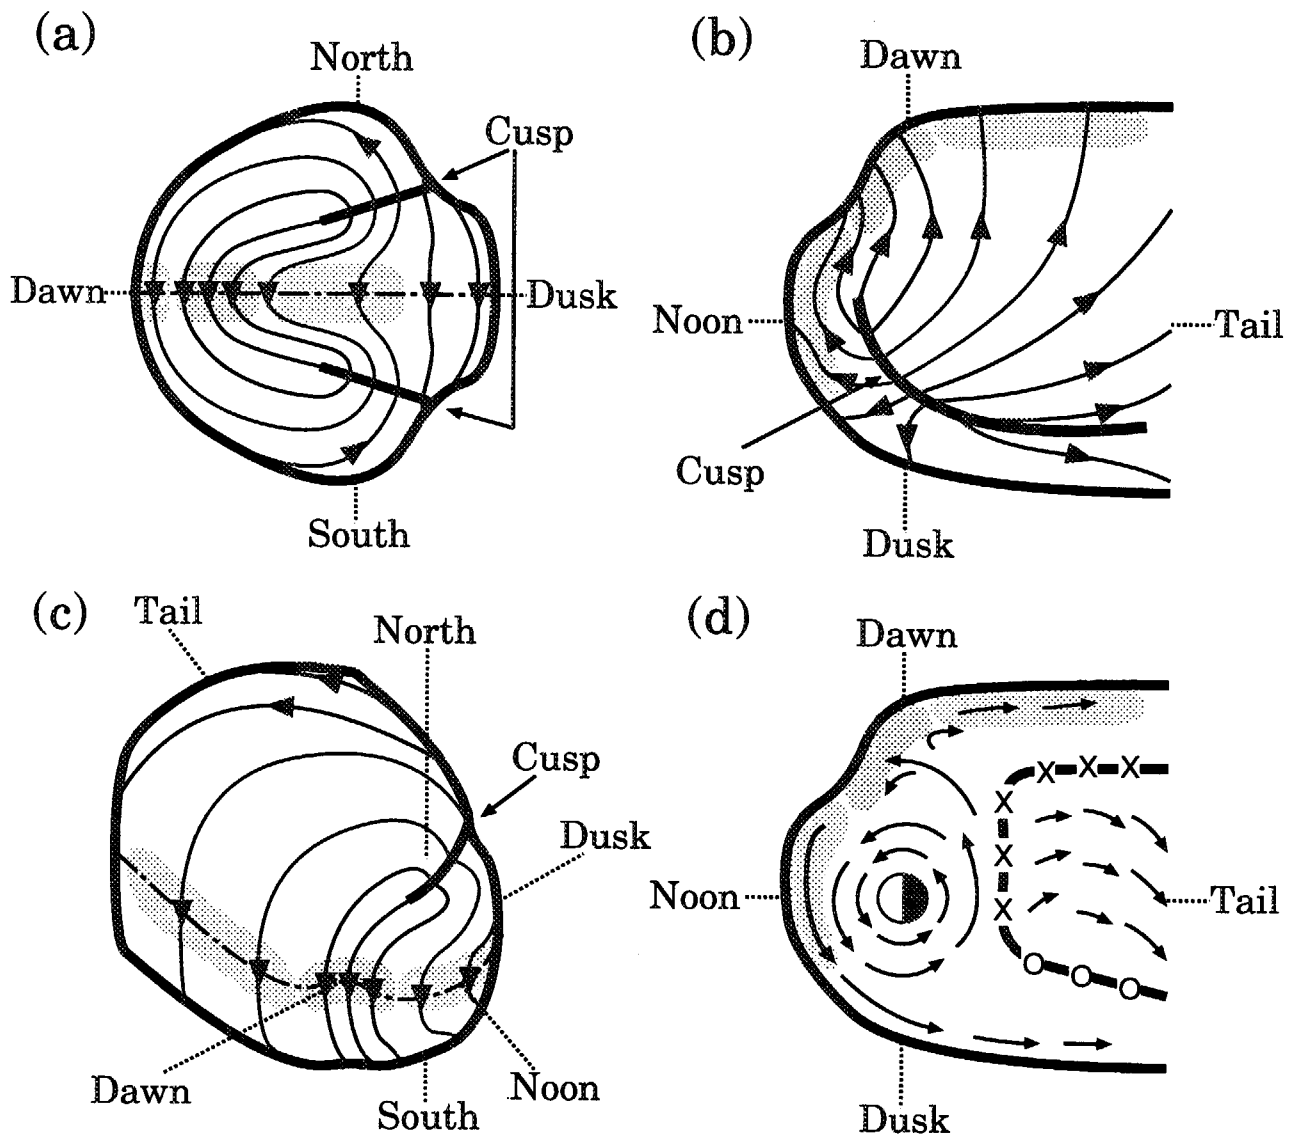 (a)
North
Cusp
Dawn
Dusk
South
(b)
Dawn
Noon
Tail
Cusp
Dusk
(c)
Tail
North
Cusp
Dusk
Dawn
Noon
South
(d)
Dawn
X X X
X
X
Noon
X
Tail
O
O
O
Dusk